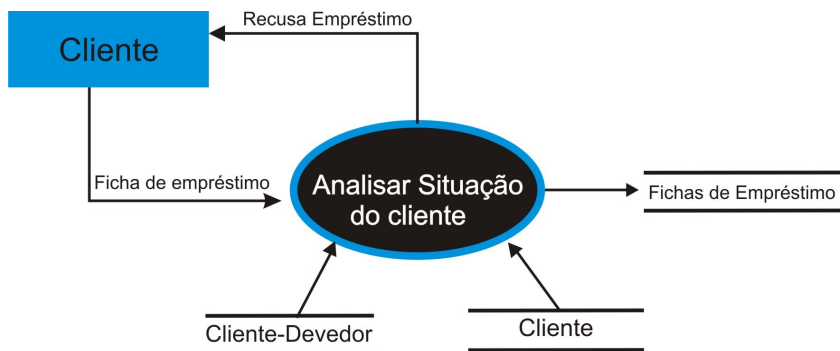 Recusa Empréstimo
Cliente
Ficha de empréstimo
Analisar Situação
do cliente
Fichas de Empréstimo
Cliente-Devedor
Cliente